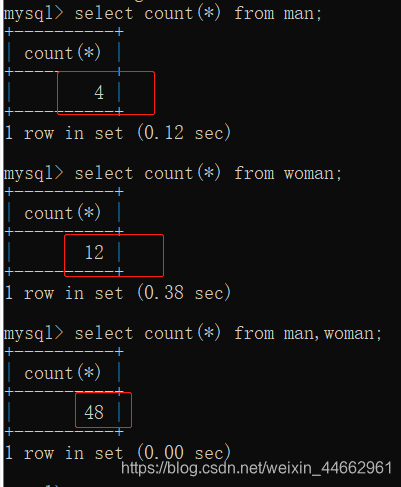 mysql> select count(*) from man;
+----------+
| count(*) |
+----------+
|        4 |
+----------+
1 row in set (0.12 sec)
mysql> select count(*) from woman;
+----------+
| count(*) |
+----------+
|       12 |
+----------+
1 row in set (0.38 sec)
mysql> select count(*) from man,woman;
+----------+
| count(*) |
+----------+
|       48 |
+----------+
1 row in set (0.00 sec)
https://blog.csdn.net/weixin_44662961